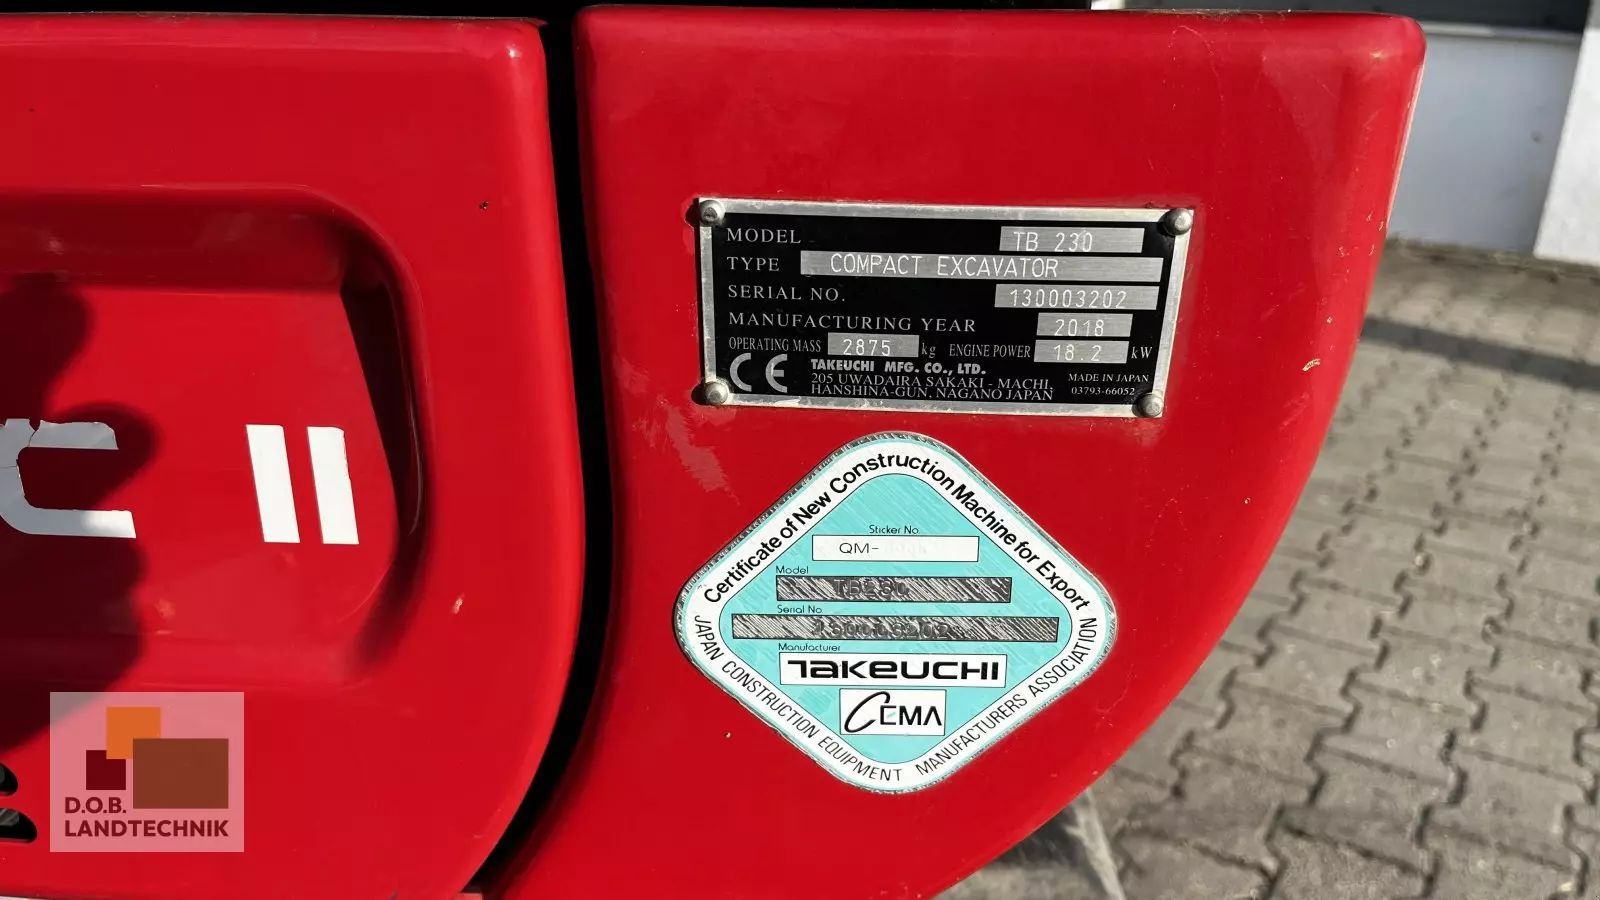 MODEL TB 230
TYPE COMPACT EXCAVATOR
SERIAL NO. 130003202
MANUFACTURING YEAR 2018
OPERATING MASS 2875 kg ENGINE POWER 18.2 kW
CE TAKEUCHI MFG. CO., LTD.
205 UWADAIRA SAKAKI - MACHI,
HANSHINA-GUN, NAGANO JAPAN
MADE IN JAPAN
03793-66052
Certificate of New Construction Machine for Export
Sticker No
QM-
Model
Serial No
Manufacturer
TAKEUCHI
CEMA
JAPAN CONSTRUCTION EQUIPMENT MANUFACTURERS ASSOCIATION
C II
D.O.B.
LANDTECHNIK